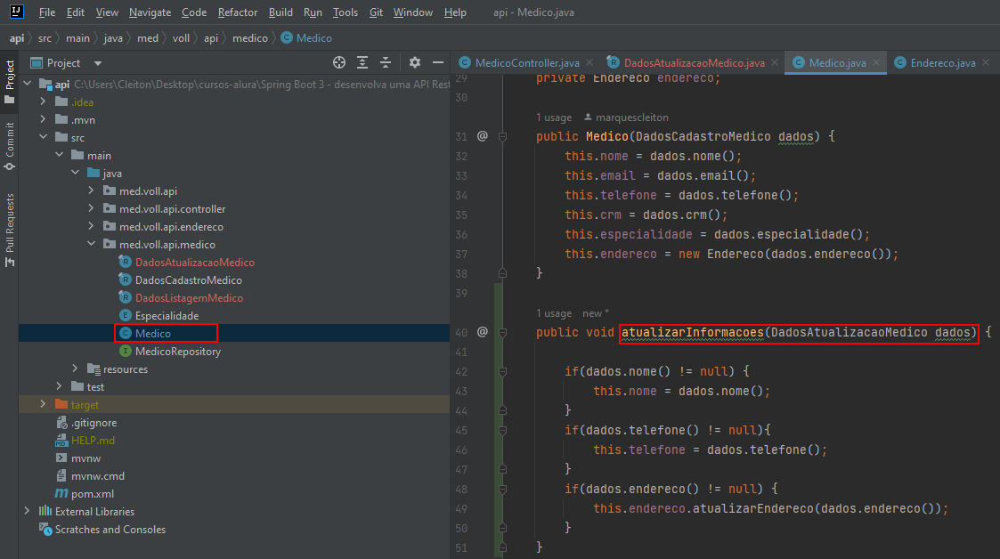 File Edit View Navigate Code Refactor Build Run Tools Git Window Help api - Medico.java
api src main java med voll api medico Medico
Project
Commit
Pull Requests
Project
api C:\Users\Cleiton\Desktop\cursos-alura\Spring Boot 3 - desenvolva uma API Rest
.idea
.mvn
src
main
java
med.voll.api
med.voll.api.controller
med.voll.api.endereco
med.voll.api.medico
DadosAtualizacaoMedico
DadosCadastroMedico
DadosListagemMedico
Especialidade
Medico
MedicoRepository
resources
test
target
.gitignore
HELP.md
mvnw
mvnw.cmd
pom.xml
External Libraries
Scratches and Consoles
MedicoController.java DadosAtualizacaoMedico.java Medico.java Endereco.java
29 private Endereco endereco;
30
1 usage marquescleiton
31 @ public Medico(DadosCadastroMedico dados) {
32 this.nome = dados.nome();
33 this.email = dados.email();
34 this.telefone = dados.telefone();
35 this.crm = dados.crm();
36 this.especialidade = dados.especialidade();
37 this.endereco = new Endereco(dados.endereco());
38 }
39
1 usage new *
40 @ public void atualizarInformacoes(DadosAtualizacaoMedico dados) {
41
42 if(dados.nome() != null) {
43 this.nome = dados.nome();
44 }
45 if(dados.telefone() != null){
46 this.telefone = dados.telefone();
47 }
48 if(dados.endereco() != null) {
49 this.endereco.atualizarEndereco(dados.endereco());
50 }
51 }